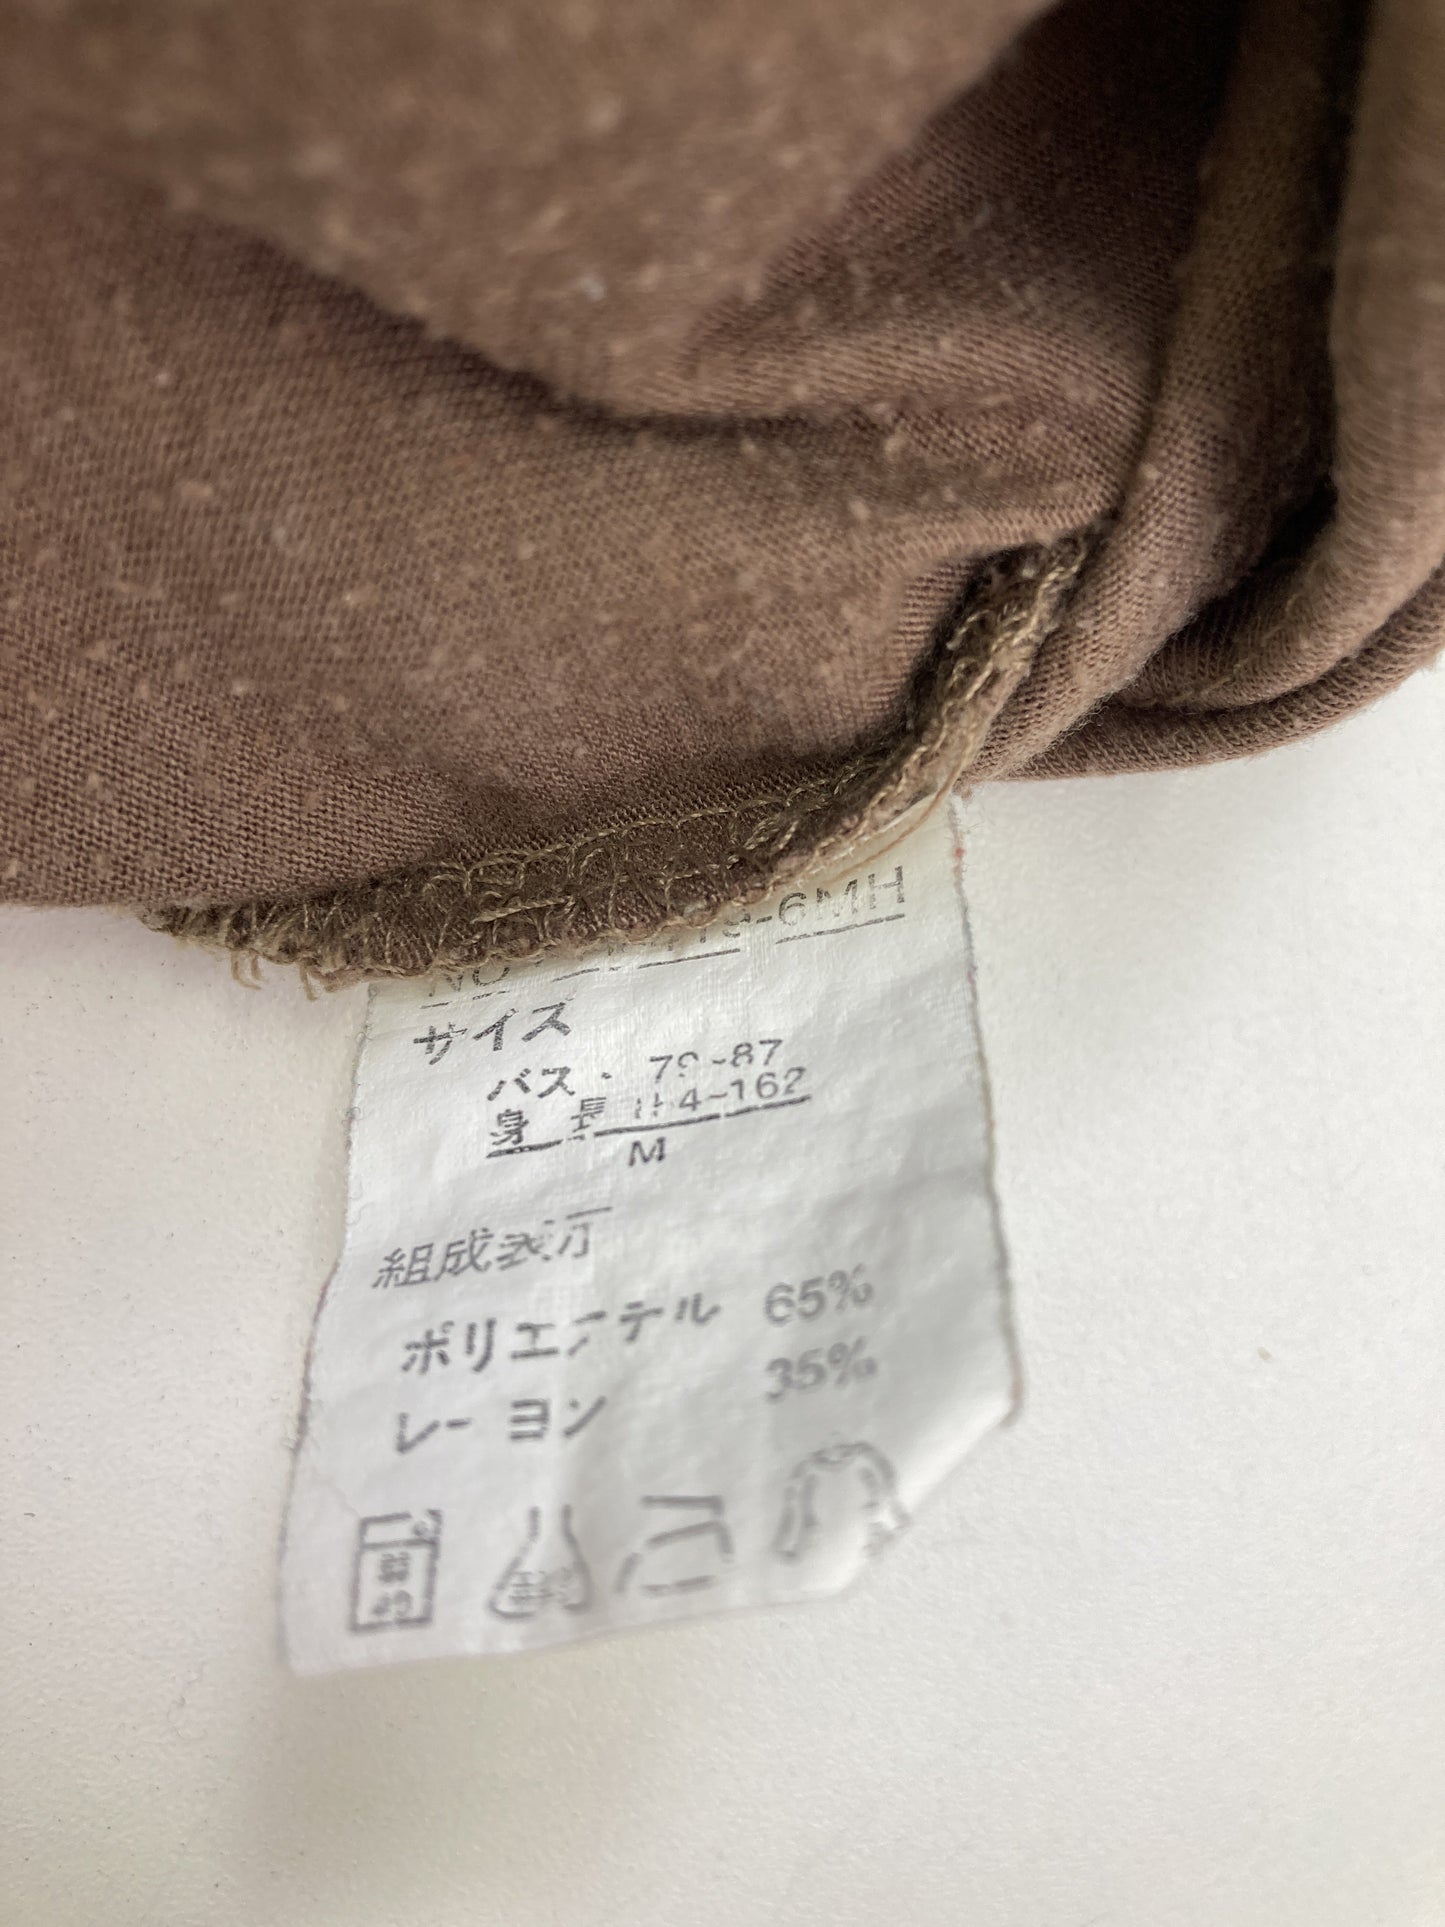 サイズ
バスト 79-87
身長 154-162
M
組成表示
ポリエステル 65%
レーヨン 35%